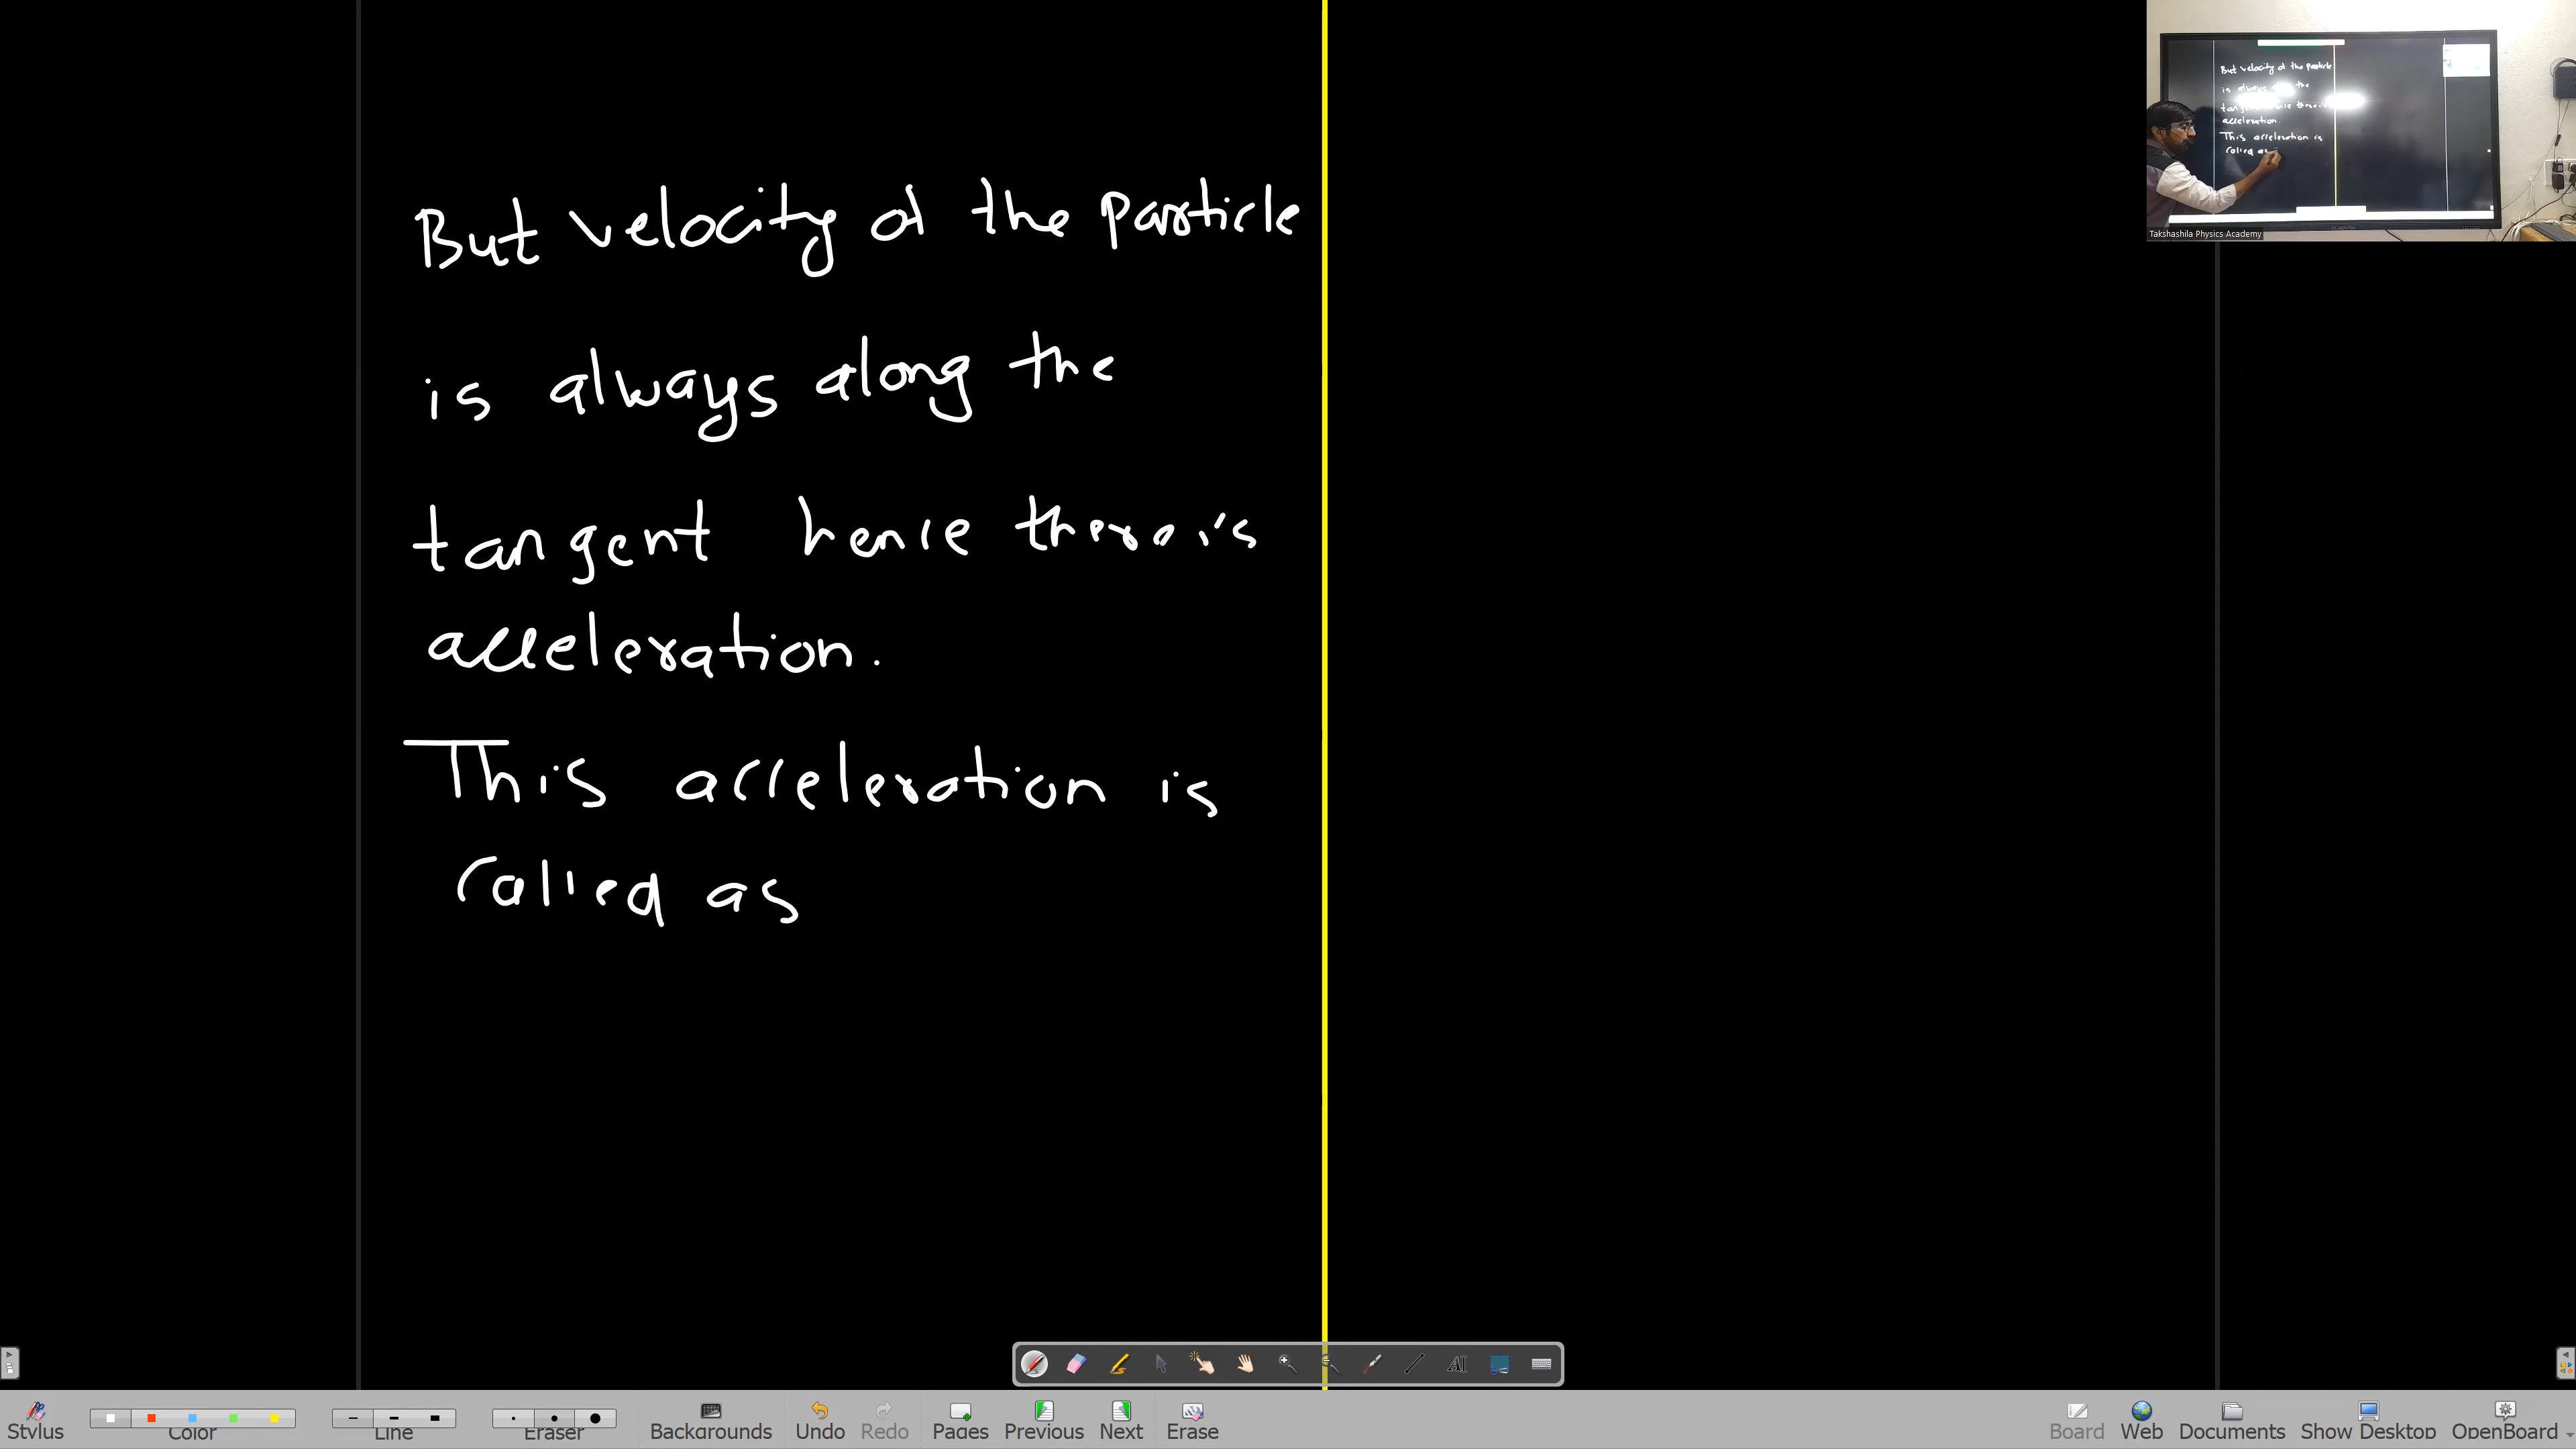 But velocity of the particle
is always along the
tangent hence there is
acceleration.
This acceleration is
called as
Takshashila Physics Academy
Stylus
Color
Line
Eraser
Backgrounds
Undo
Redo
Pages
Previous
Next
Erase
Board
Web
Documents
Show Desktop
OpenBoard